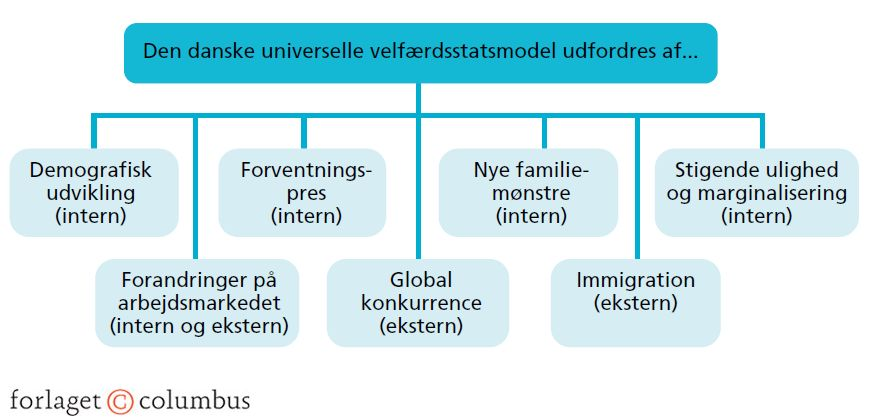 Den danske universelle velfærdsstatsmodel udfordres af...
Demografisk
udvikling
(intern)
Forventnings-
pres
(intern)
Nye familie-
mønstre
(intern)
Stigende ulighed
og marginalisering
(intern)
Forandringer på
arbejdsmarkedet
(intern og ekstern)
Global
konkurrence
(ekstern)
Immigration
(ekstern)
forlaget © columbus